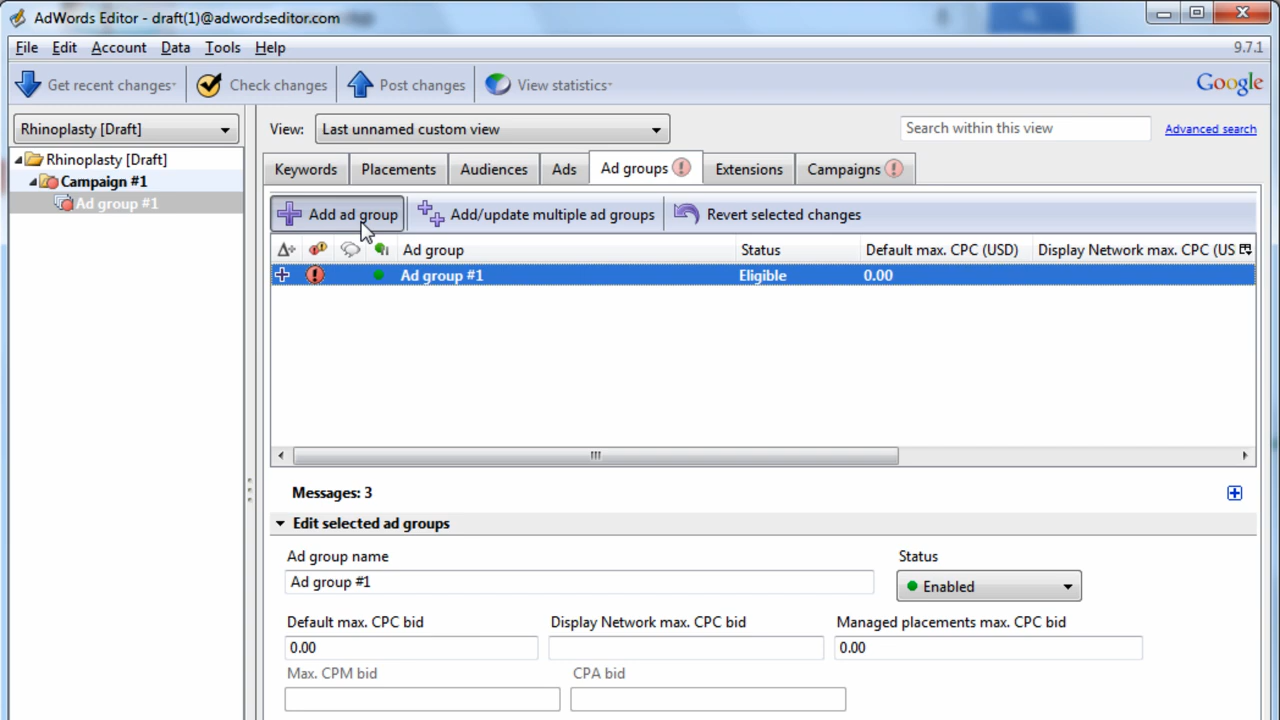 AdWords Editor - draft(1)@adwordseditor.com
File Edit Account Data Tools Help 9.7.1
Get recent changes Check changes Post changes View statistics Google
Rhinoplasty [Draft] View: Last unnamed custom view Search within this view Advanced search
Rhinoplasty [Draft]
Campaign #1
Ad group #1
Keywords Placements Audiences Ads Ad groups Extensions Campaigns
Add ad group Add/update multiple ad groups Revert selected changes
Ad group Status Default max. CPC (USD) Display Network max. CPC (US
Ad group #1 Eligible 0.00
Messages: 3
Edit selected ad groups
Ad group name Status
Ad group #1 Enabled
Default max. CPC bid Display Network max. CPC bid Managed placements max. CPC bid
0.00 0.00
Max. CPM bid CPA bid